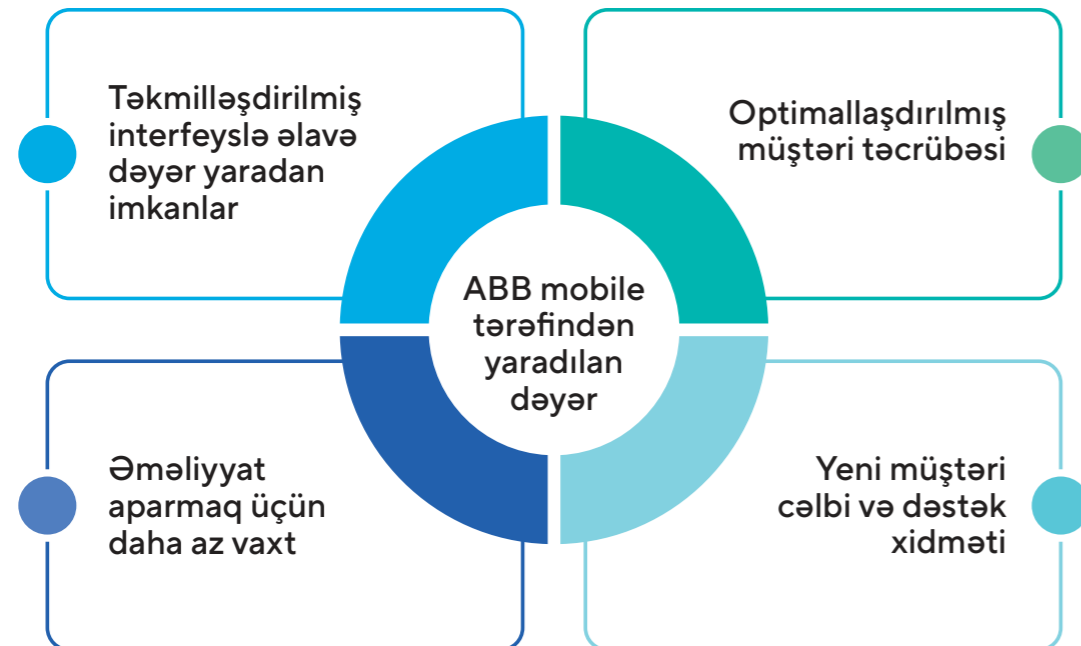 Təkmilləşdirilmiş
interfeyslə əlavə
dəyər yaradan
imkanlar
Optimallaşdırılmış
müştəri təcrübəsi
ABB mobile
tərəfindən
yaradılan
dəyər
Əməliyyat
aparmaq üçün
daha az vaxt
Yeni müştəri
cəlbi və dəstək
xidməti